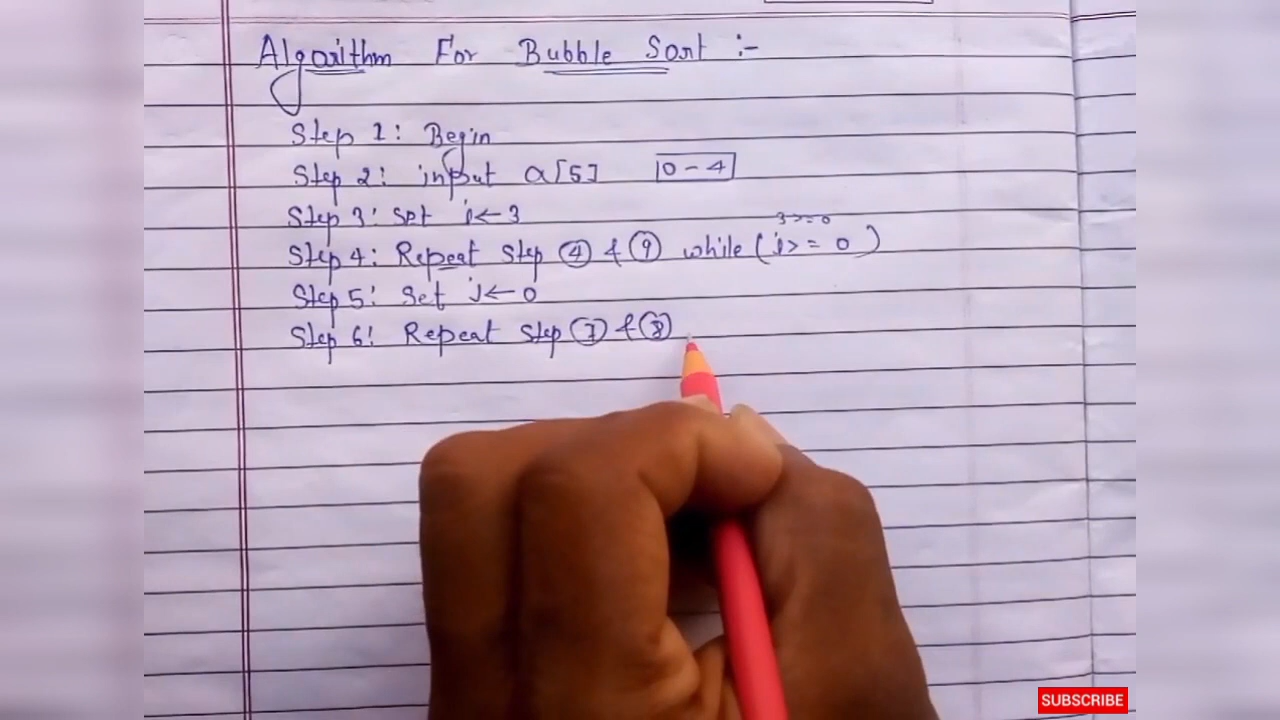 Algorithm For Bubble Sort :-
Step 1: Begin
Step 2: input a[5] 0-4
Step 3: set i←3
3>=0
Step 4: Repeat Step ④ & ⑨ while (i>= 0 )
Step 5: Set j←0
Step 6: Repeat Step ⑦ & ⑧
SUBSCRIBE